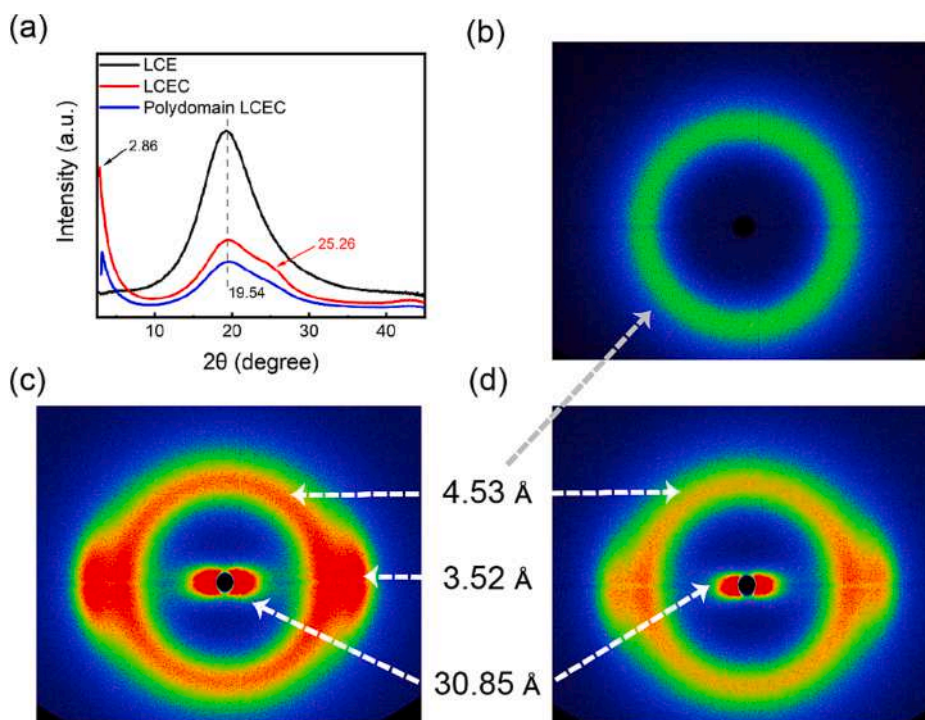 (a)
LCE
LCEC
Polydomain LCEC
2.86
25.26
19.54
Intensity (a.u.)
10 20 30 40
2θ (degree)
(b)
(c)
(d)
4.53 Å
3.52 Å
30.85 Å